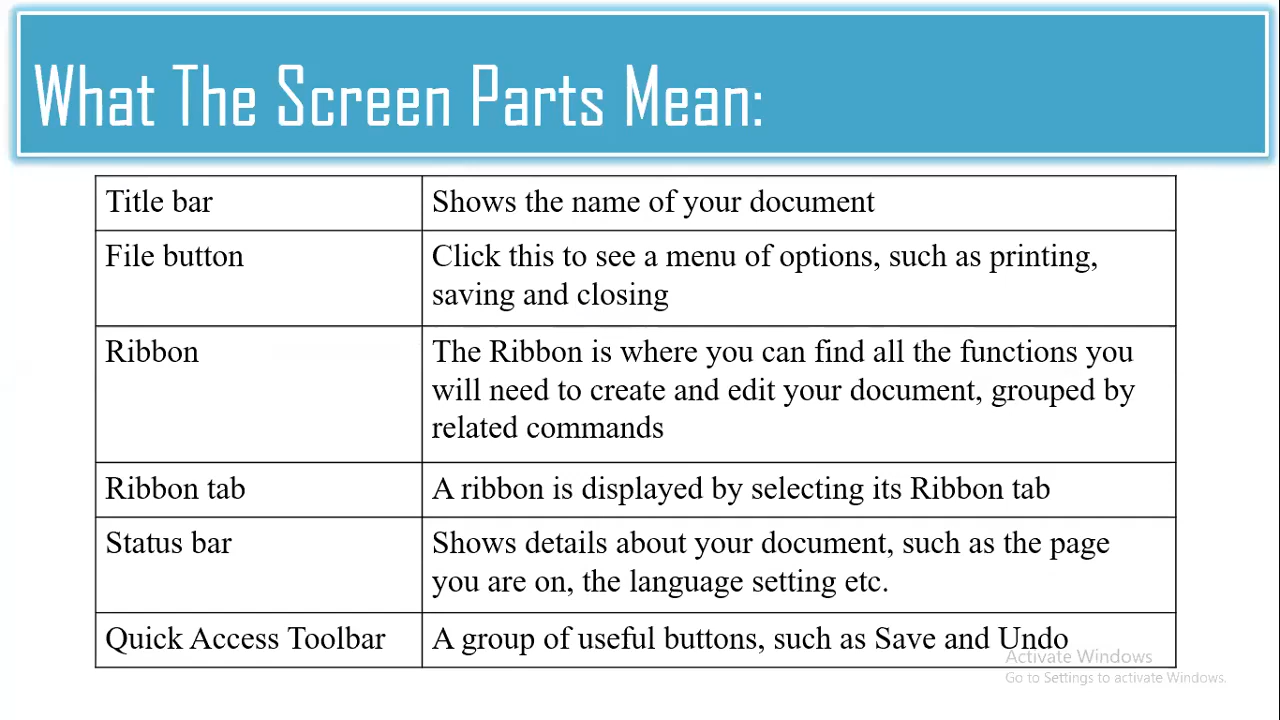 What The Screen Parts Mean:
Title bar
Shows the name of your document
File button
Click this to see a menu of options, such as printing,
saving and closing
Ribbon
The Ribbon is where you can find all the functions you
will need to create and edit your document, grouped by
related commands
Ribbon tab
A ribbon is displayed by selecting its Ribbon tab
Status bar
Shows details about your document, such as the page
you are on, the language setting etc.
Quick Access Toolbar
A group of useful buttons, such as Save and Undo
Activate Windows
Go to Settings to activate Windows.